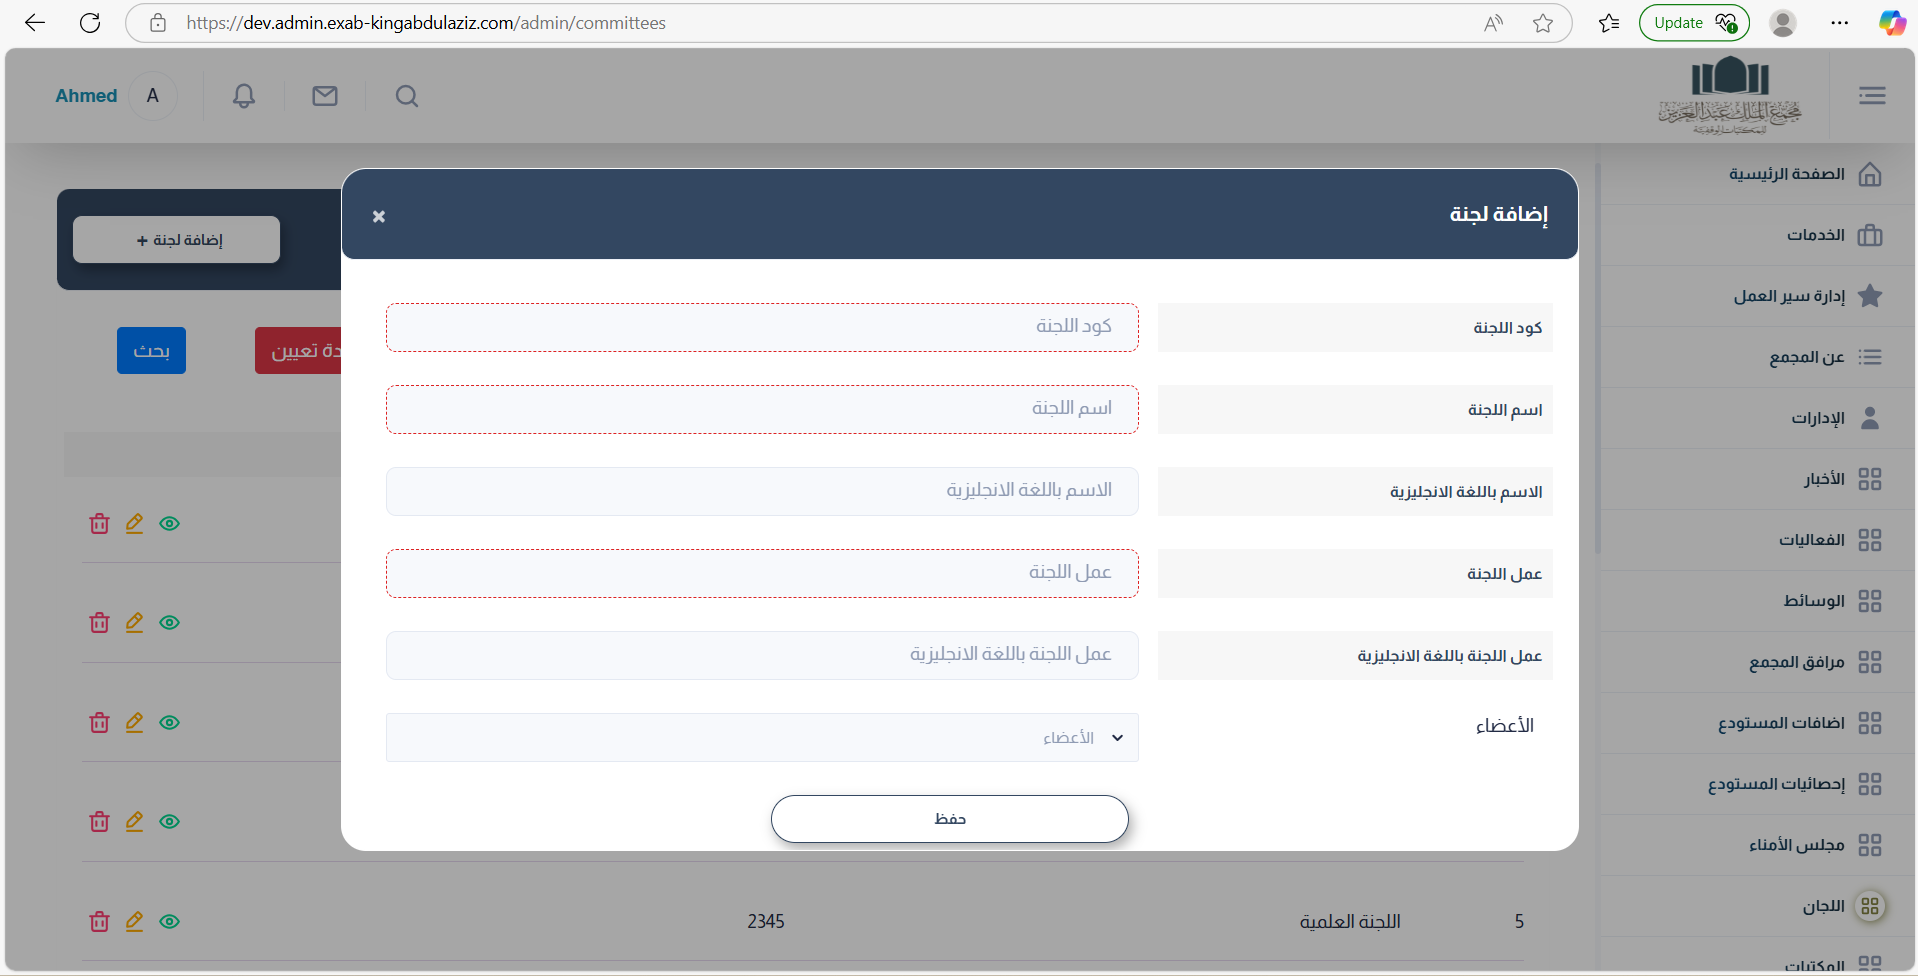 https://dev.admin.exab-kingabdulaziz.com/admin/committees
Update
Ahmed
A
مجمع الملك عبدالعزيز
للمكتبات الوقفية
الصفحة الرئيسية
الخدمات
إدارة سير العمل
عن المجمع
الإدارات
الأخبار
الفعاليات
الوسائط
مرافق المجمع
اضافات المستودع
إحصائيات المستودع
مجلس الأمناء
اللجان
المكتبات
إضافة لجنة +
بحث
دة تعيين
إضافة لجنة
كود اللجنة
كود اللجنة
اسم اللجنة
اسم اللجنة
الاسم باللغة الانجليزية
الاسم باللغة الانجليزية
عمل اللجنة
عمل اللجنة
عمل اللجنة باللغة الانجليزية
عمل اللجنة باللغة الانجليزية
الأعضاء
الأعضاء
حفظ
5 اللجنة العلمية 2345